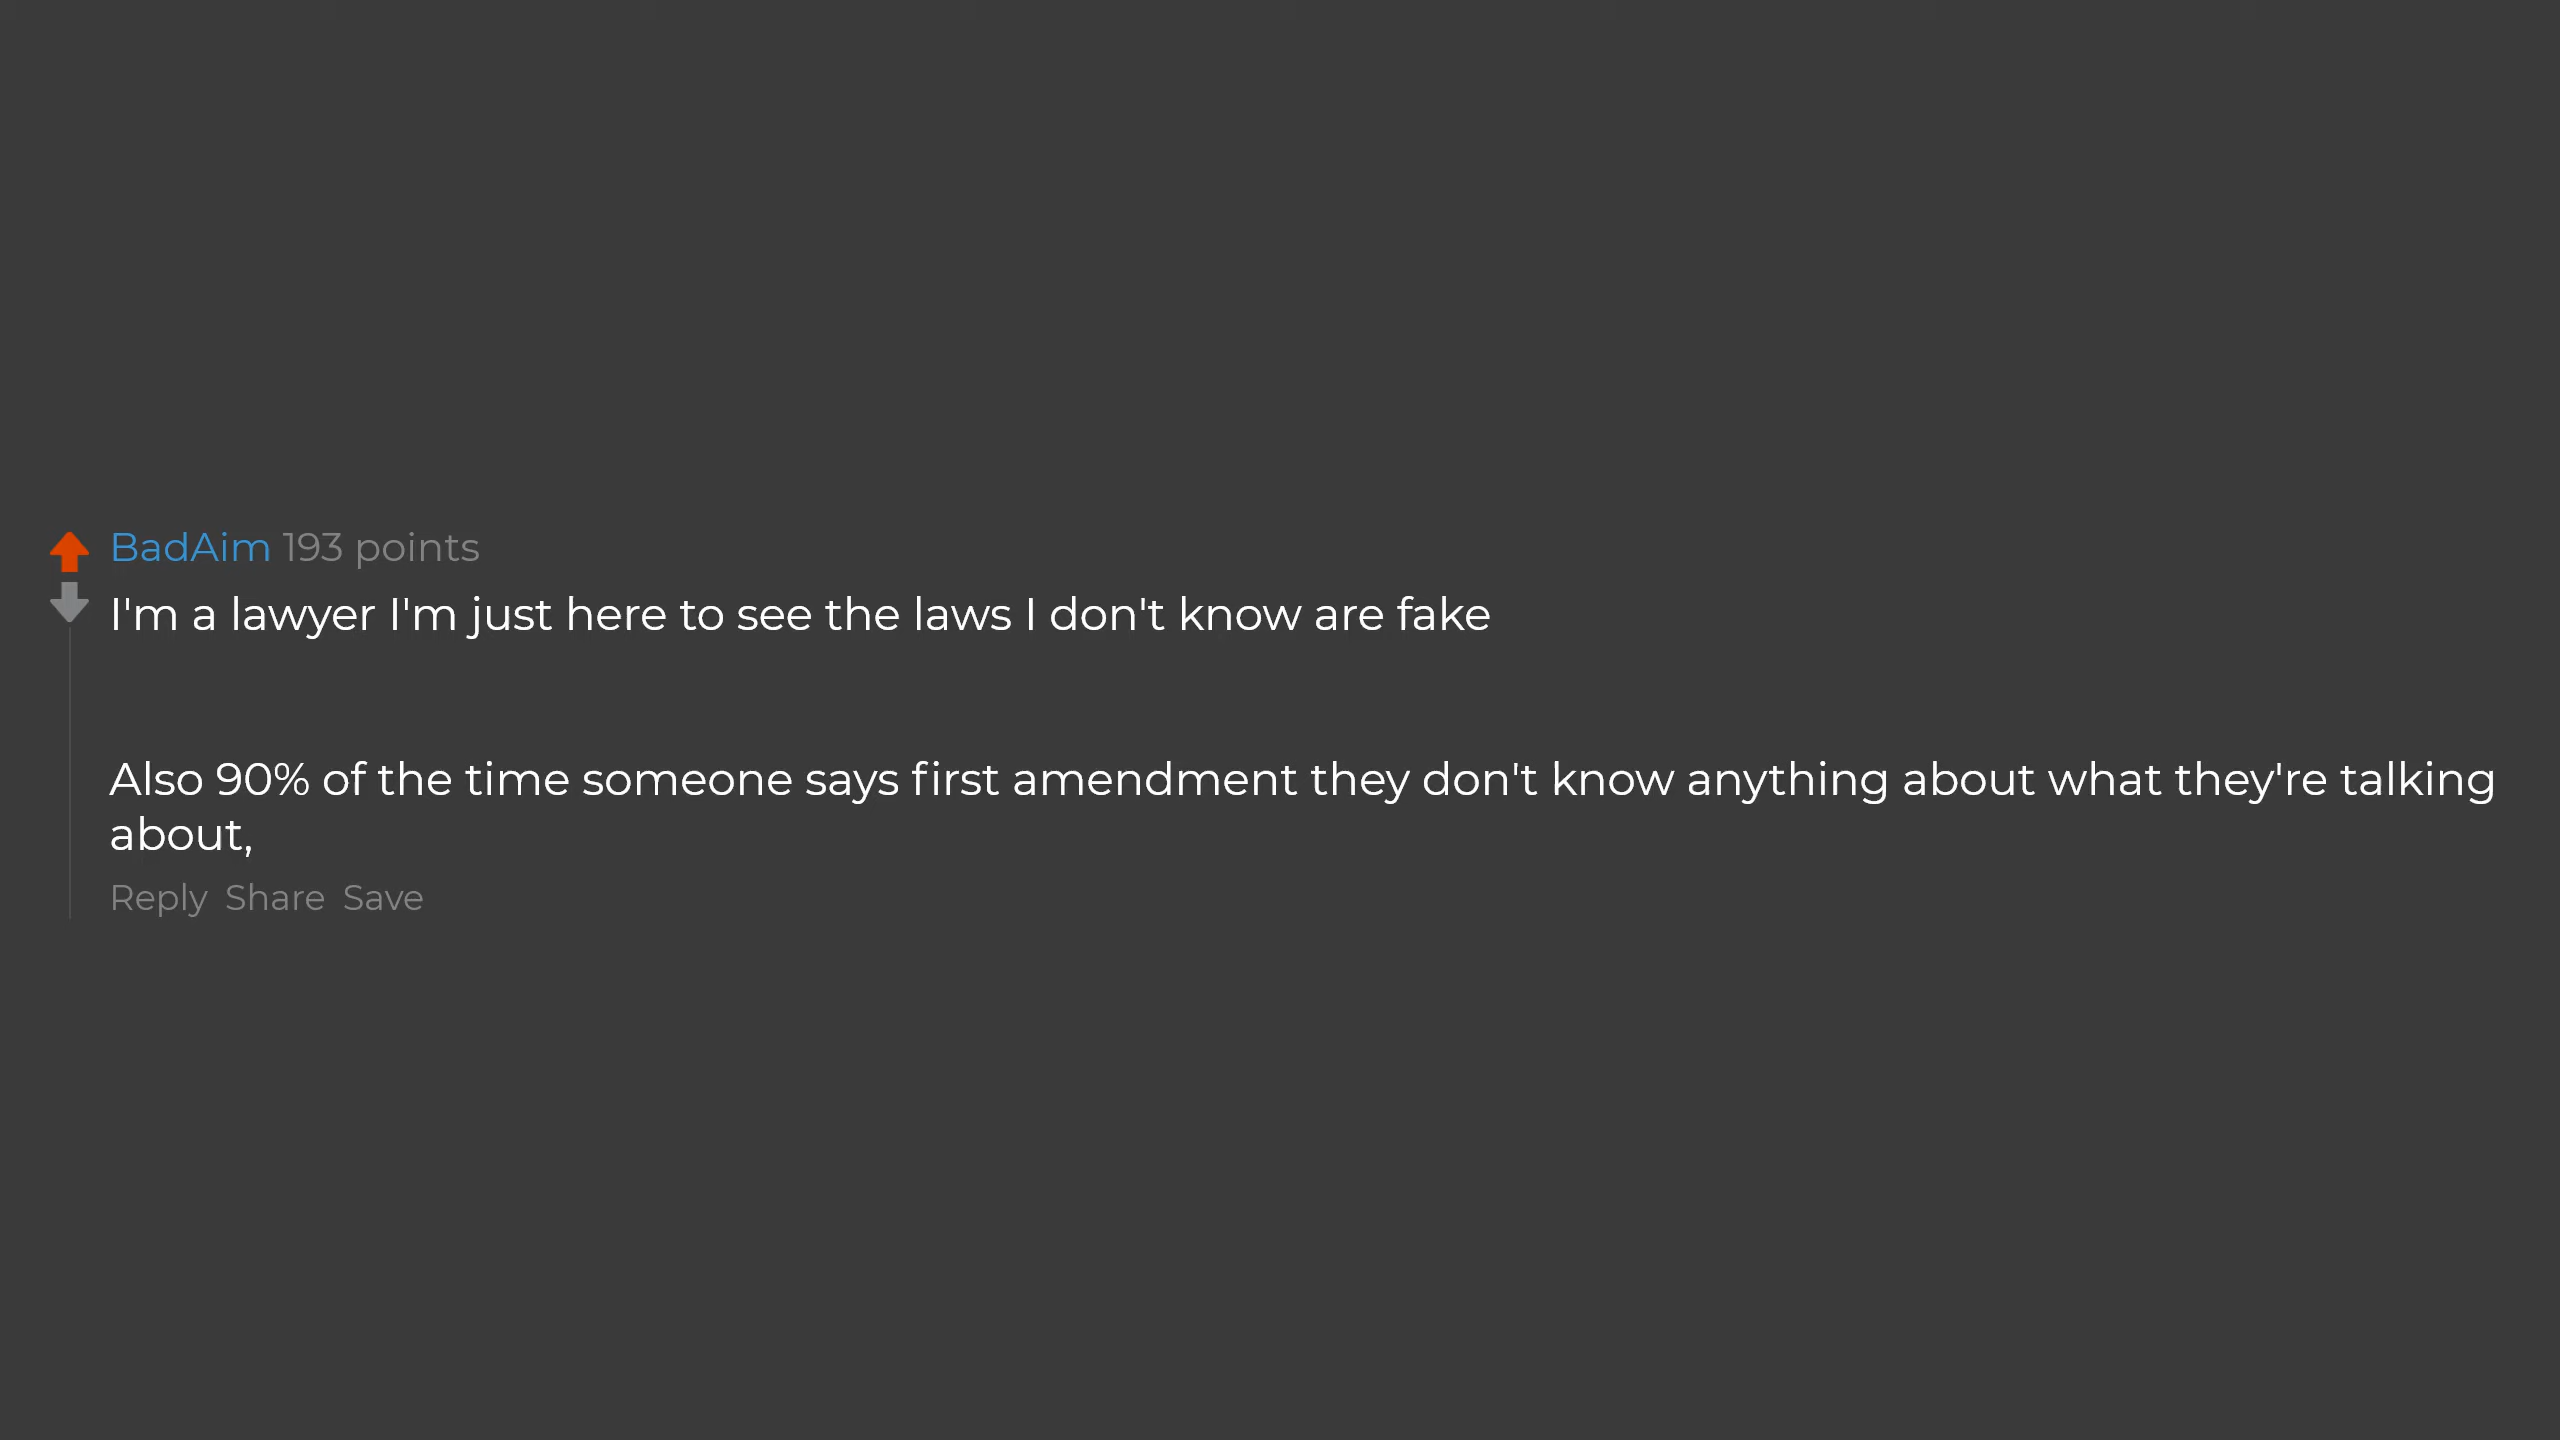 BadAim 193 points
I'm a lawyer I'm just here to see the laws I don't know are fake
Also 90% of the time someone says first amendment they don't know anything about what they're talking
about,
Reply Share Save